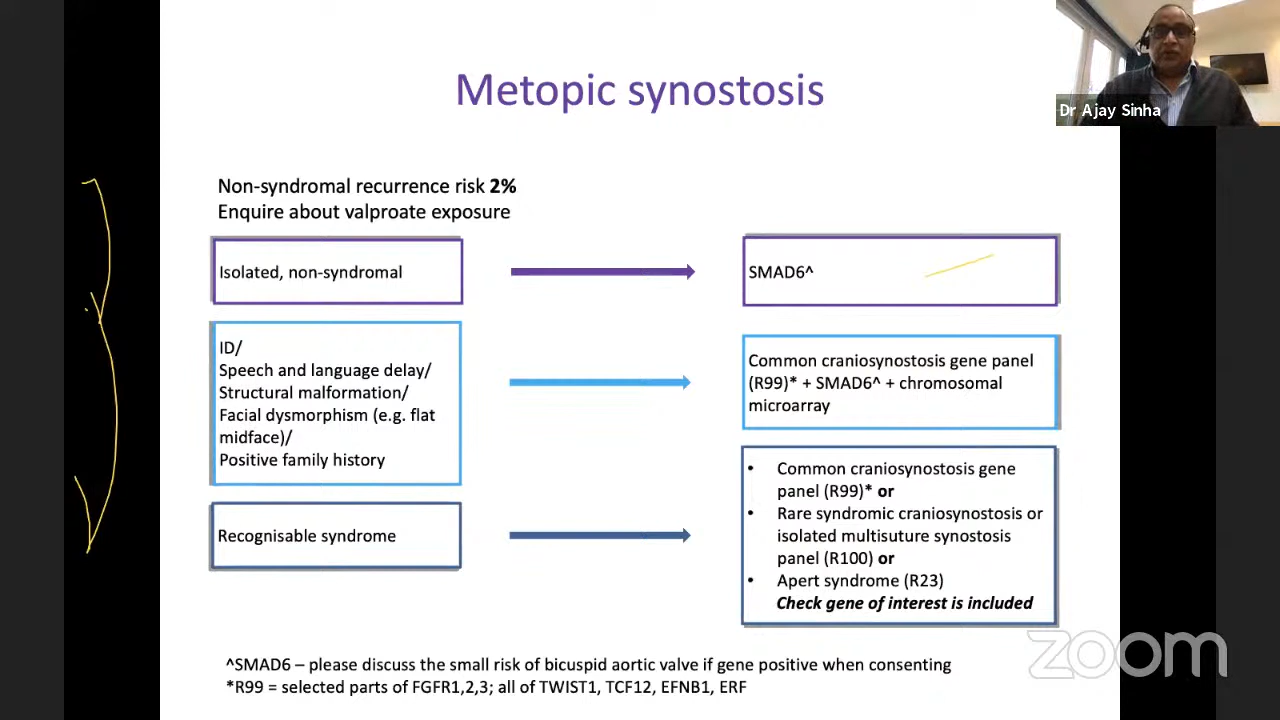 Metopic synostosis
Dr Ajay Sinha
Non-syndromal recurrence risk 2%
Enquire about valproate exposure
Isolated, non-syndromal
SMAD6^
ID/
Speech and language delay/
Structural malformation/
Facial dysmorphism (e.g. flat
midface)/
Positive family history
Common craniosynostosis gene panel
(R99)* + SMAD6^ + chromosomal
microarray
Recognisable syndrome
• Common craniosynostosis gene
panel (R99)* or
• Rare syndromic craniosynostosis or
isolated multisuture synostosis
panel (R100) or
• Apert syndrome (R23)
Check gene of interest is included
^SMAD6 – please discuss the small risk of bicuspid aortic valve if gene positive when consenting
*R99 = selected parts of FGFR1,2,3; all of TWIST1, TCF12, EFNB1, ERF
zoom